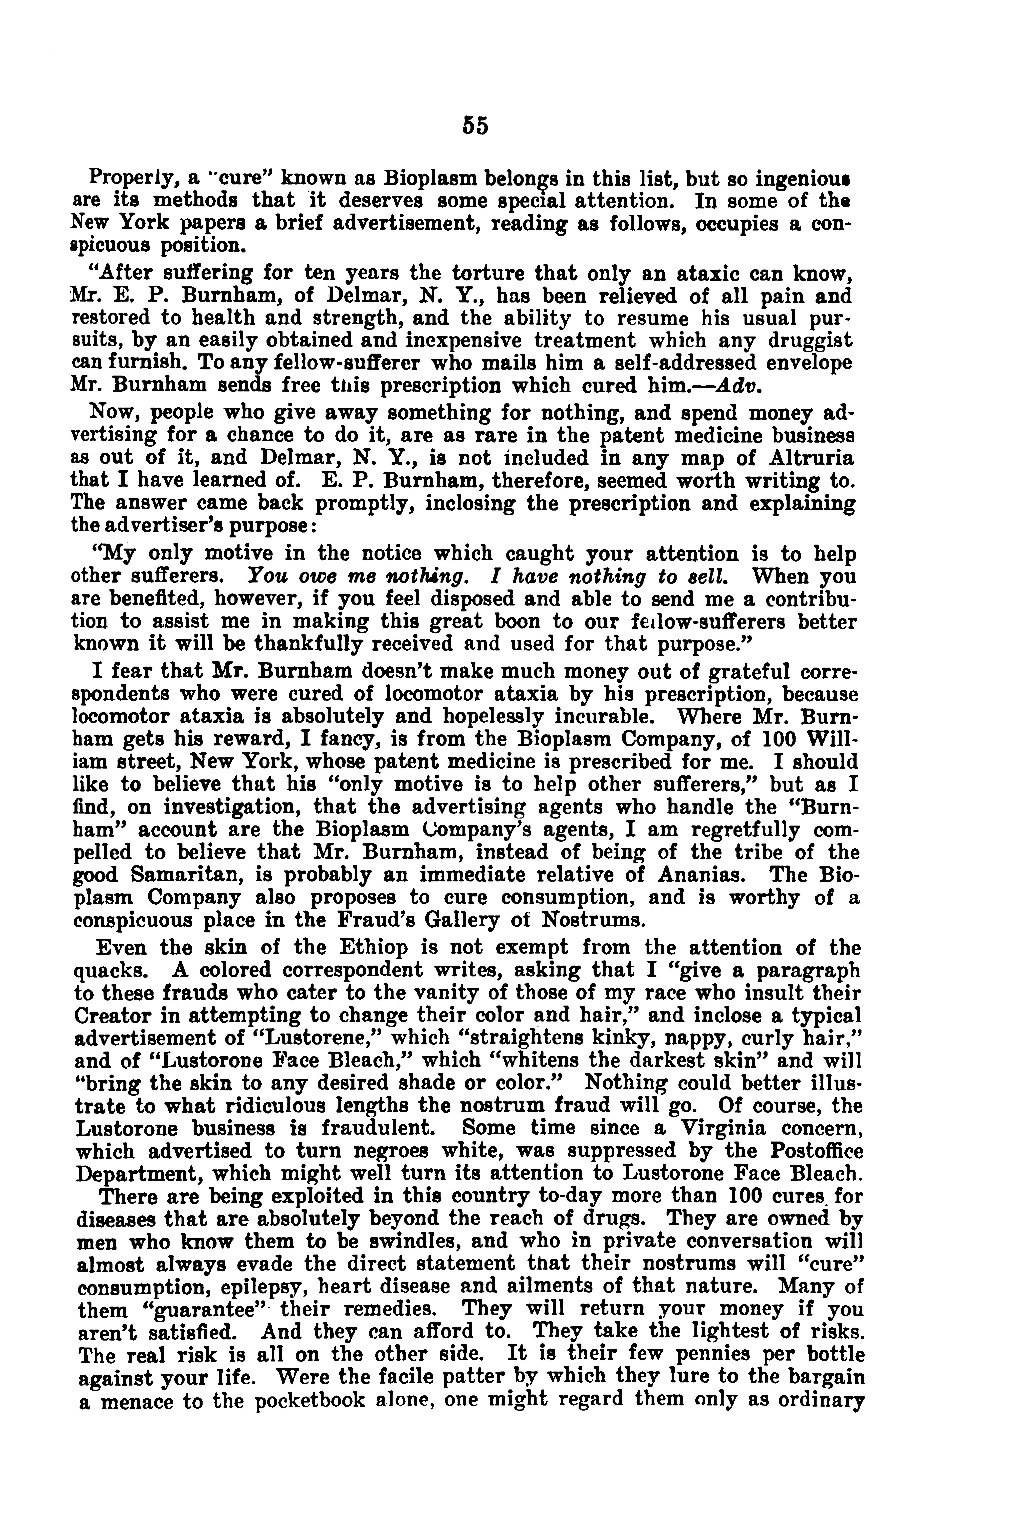 55
Properly, a "cure" known as Bioplasm belongs in this list, but so ingenious
are its methods that it deserves some special attention. In some of the
New York papers a brief advertisement, reading as follows, occupies a con-
spicuous position.
"After suffering for ten years the torture that only an ataxic can know,
Mr. E. P. Burnham, of Delmar, N. Y., has been relieved of all pain and
restored to health and strength, and the ability to resume his usual pur-
suits, by an easily obtained and inexpensive treatment which any druggist
can furnish. To any fellow-sufferer who mails him a self-addressed envelope
Mr. Burnham sends free this prescription which cured him.—Adv.
Now, people who give away something for nothing, and spend money ad-
vertising for a chance to do it, are as rare in the patent medicine business
as out of it, and Delmar, N. Y., is not included in any map of Altruria
that I have learned of. E. P. Burnham, therefore, seemed worth writing to.
The answer came back promptly, inclosing the prescription and explaining
the advertiser's purpose:
"My only motive in the notice which caught your attention is to help
other sufferers. You owe me nothing. I have nothing to sell. When you
are benefited, however, if you feel disposed and able to send me a contribu-
tion to assist me in making this great boon to our fellow-sufferers better
known it will be thankfully received and used for that purpose."
I fear that Mr. Burnham doesn't make much money out of grateful corre-
spondents who were cured of locomotor ataxia by his prescription, because
locomotor ataxia is absolutely and hopelessly incurable. Where Mr. Burn-
ham gets his reward, I fancy, is from the Bioplasm Company, of 100 Will-
iam street, New York, whose patent medicine is prescribed for me. I should
like to believe that his "only motive is to help other sufferers," but as I
find, on investigation, that the advertising agents who handle the "Burn-
ham" account are the Bioplasm Company's agents, I am regretfully com-
pelled to believe that Mr. Burnham, instead of being of the tribe of the
good Samaritan, is probably an immediate relative of Ananias. The Bio-
plasm Company also proposes to cure consumption, and is worthy of a
conspicuous place in the Fraud's Gallery of Nostrums.
Even the skin of the Ethiop is not exempt from the attention of the
quacks. A colored correspondent writes, asking that I "give a paragraph
to these frauds who cater to the vanity of those of my race who insult their
Creator in attempting to change their color and hair," and inclose a typical
advertisement of "Lustorene," which "straightens kinky, nappy, curly hair,"
and of "Lustorone Face Bleach," which "whitens the darkest skin" and will
"bring the skin to any desired shade or color." Nothing could better illus-
trate to what ridiculous lengths the nostrum fraud will go. Of course, the
Lustorone business is fraudulent. Some time since a Virginia concern,
which advertised to turn negroes white, was suppressed by the Postoffice
Department, which might well turn its attention to Lustorone Face Bleach.
There are being exploited in this country to-day more than 100 cures for
diseases that are absolutely beyond the reach of drugs. They are owned by
men who know them to be swindles, and who in private conversation will
almost always evade the direct statement that their nostrums will "cure"
consumption, epilepsy, heart disease and ailments of that nature. Many of
them "guarantee" their remedies. They will return your money if you
aren't satisfied. And they can afford to. They take the lightest of risks.
The real risk is all on the other side. It is their few pennies per bottle
against your life. Were the facile patter by which they lure to the bargain
a menace to the pocketbook alone, one might regard them only as ordinary